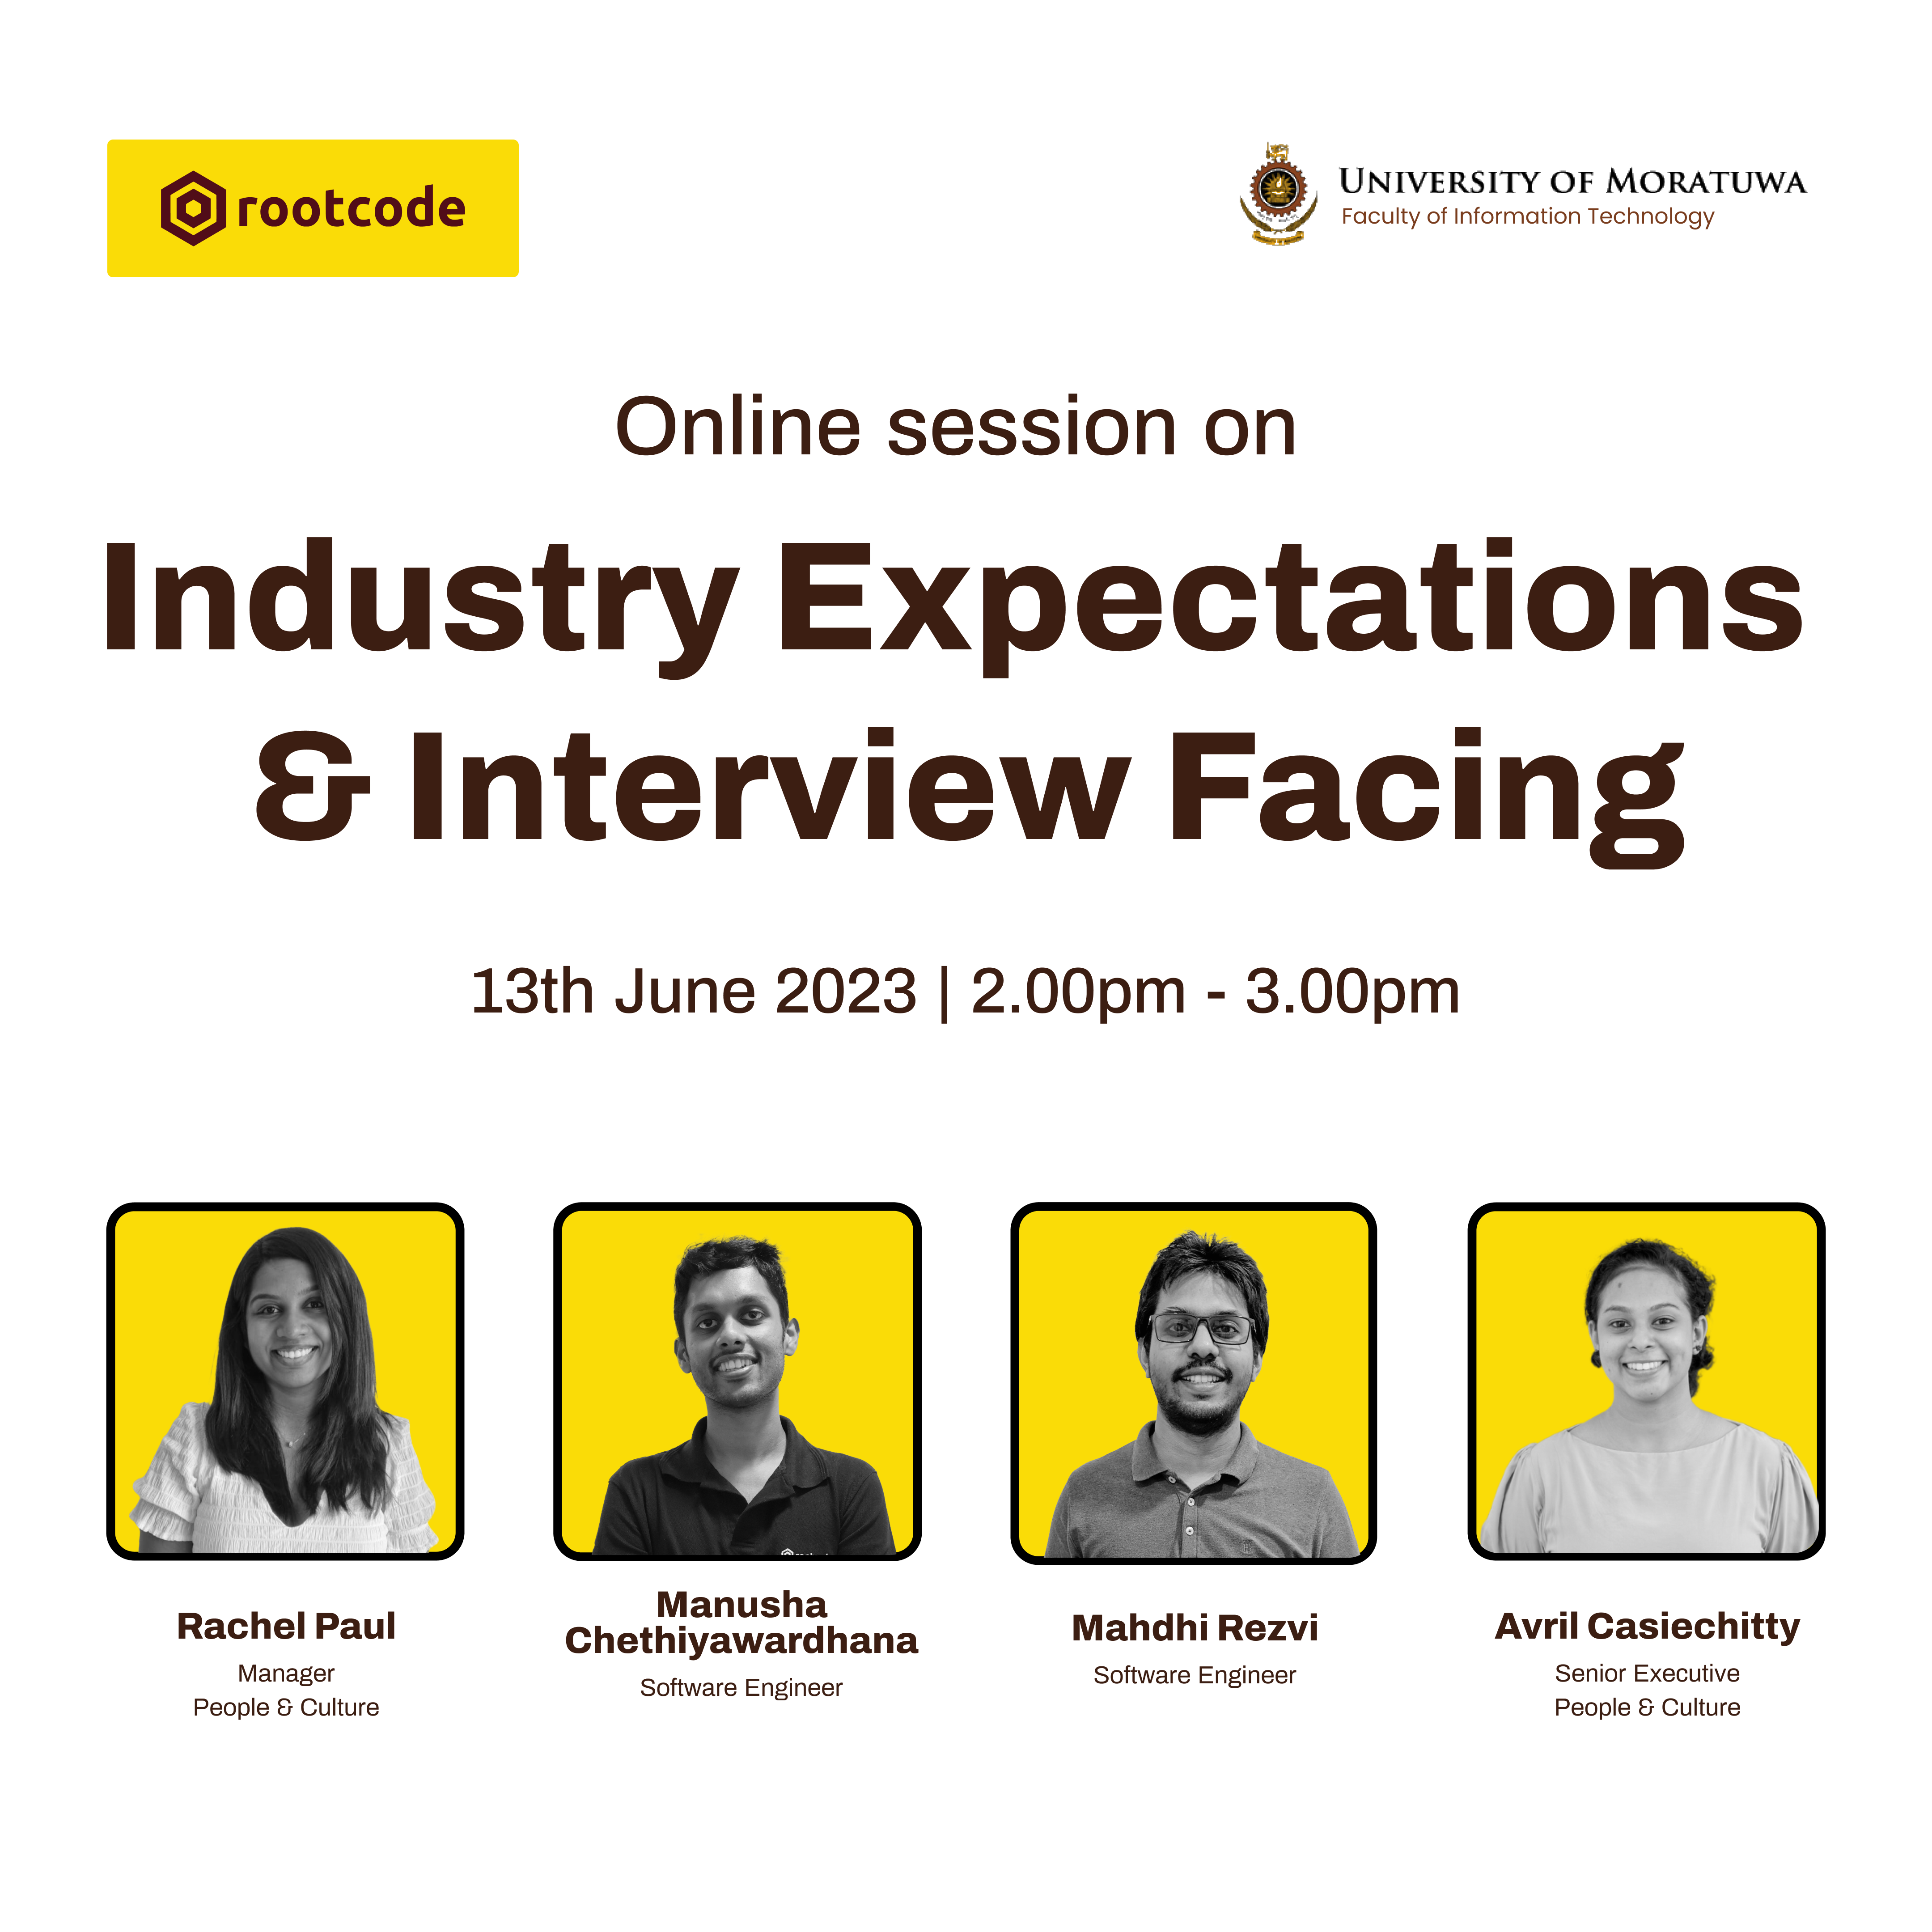 rootcode
UNIVERSITY OF MORATUWA
Faculty of Information Technology
Online session on
Industry Expectations
& Interview Facing
13th June 2023 | 2.00pm - 3.00pm
Rachel Paul
Manager
People & Culture
Manusha
Chethiyawardhana
Software Engineer
Mahdhi Rezvi
Software Engineer
Avril Casiechitty
Senior Executive
People & Culture